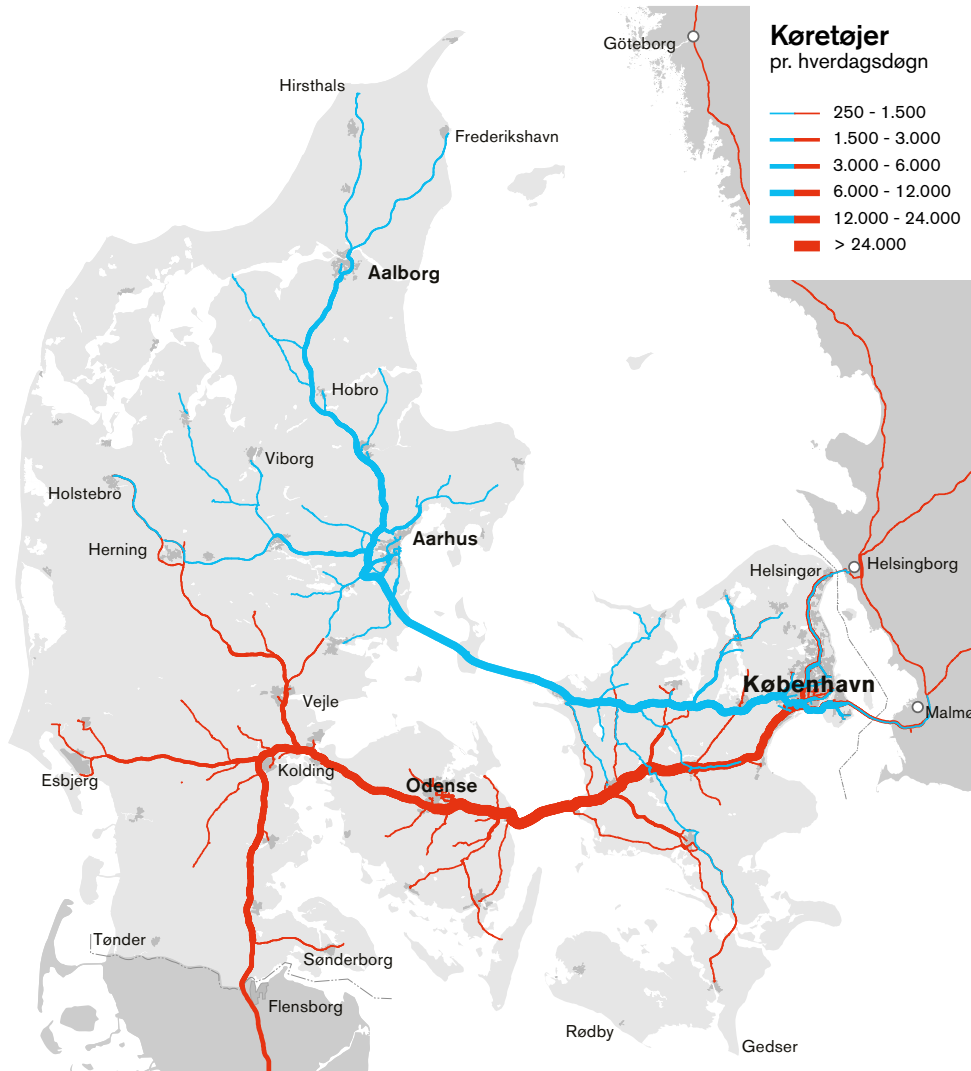 Køretøjer
pr. hverdagsdøgn
250 - 1.500
1.500 - 3.000
3.000 - 6.000
6.000 - 12.000
12.000 - 24.000
> 24.000
Göteborg
Hirsthals
Frederikshavn
Aalborg
Hobro
Viborg
Holstebro
Aarhus
Herning
Helsingør
Helsingborg
København
Vejle
Malmø
Kolding
Esbjerg
Odense
Tønder
Sønderborg
Flensborg
Rødby
Gedser